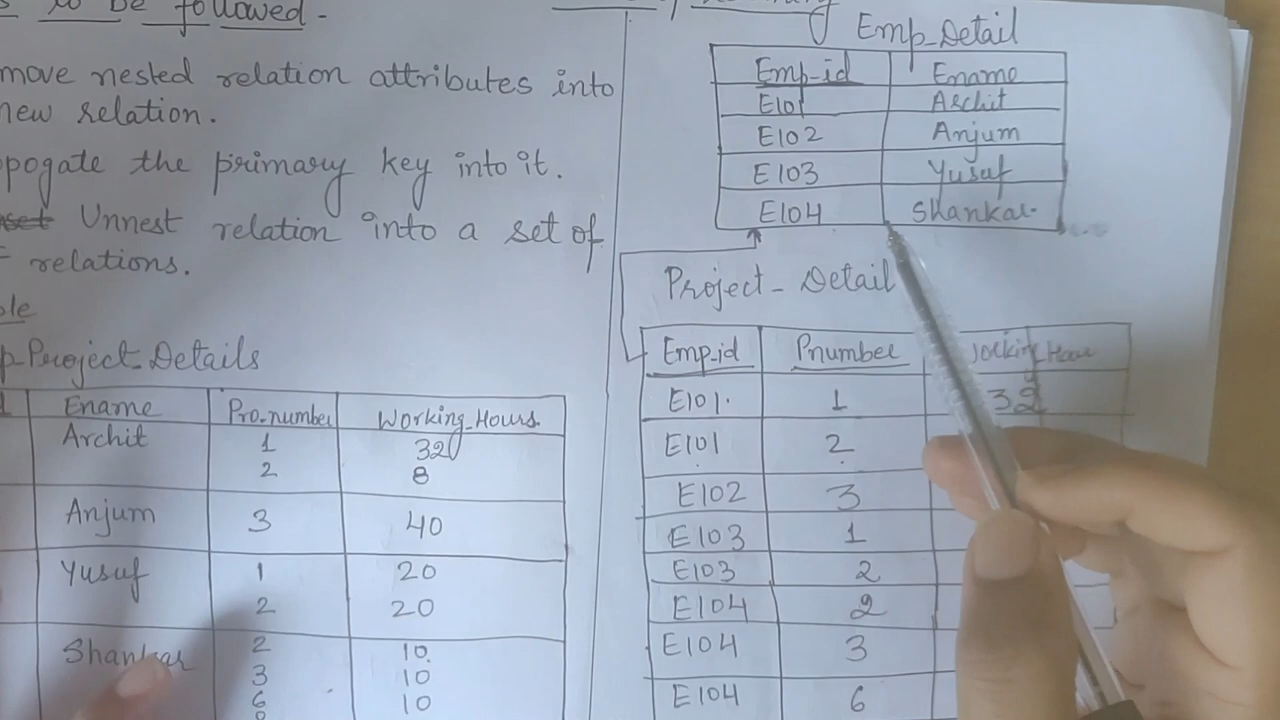 to be followed.
move nested relation attributes into
new relation.
pogate the primary key into it.
Unnest relation into a set of
relations.
ple
p-Project-Details
Ename Pro.number Working-Hours.
Archit 1 32
2 8
Anjum 3 40
Yusuf 1 20
2 20
Shankar 2 10
3 10
6 10
Emp-Detail
Emp-id Ename
E101 Archit
E102 Anjum
E103 Yusuf
E104 Shankar
Project-Detail
Emp-id Pnumber
E101 1 32
E101 2
E102 3
E103 1
E103 2
E104 2
E104 3
E104 6